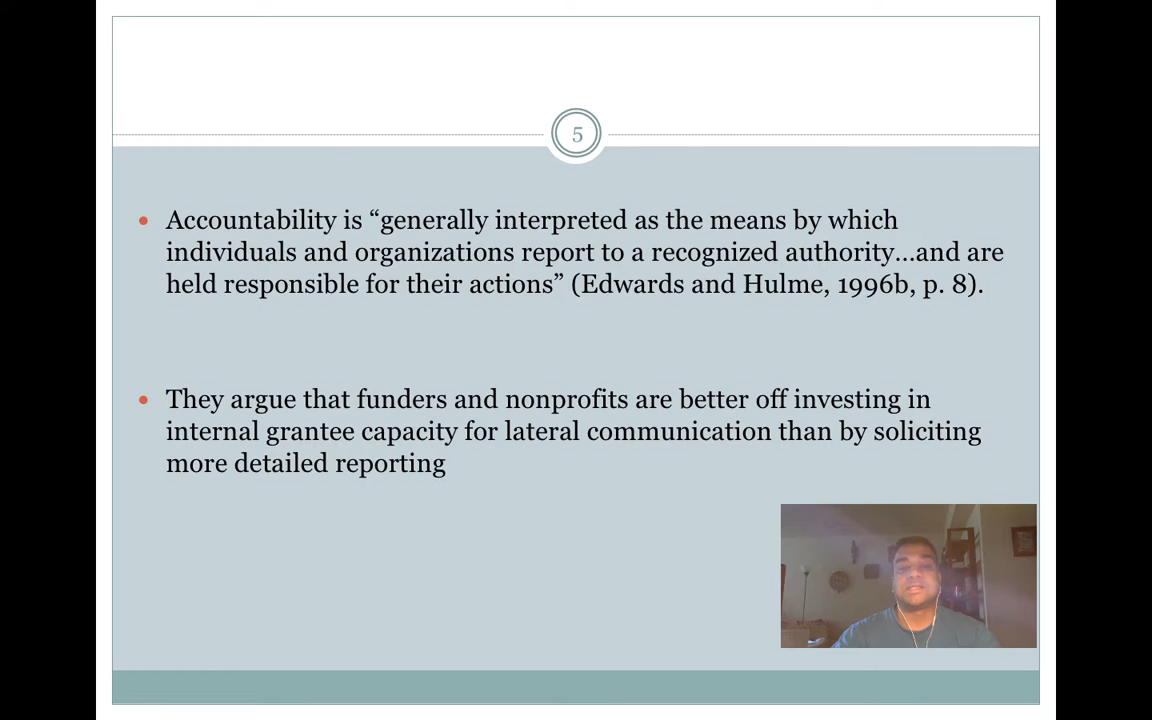 5
Accountability is “generally interpreted as the means by which
individuals and organizations report to a recognized authority...and are
held responsible for their actions” (Edwards and Hulme, 1996b, p. 8).
They argue that funders and nonprofits are better off investing in
internal grantee capacity for lateral communication than by soliciting
more detailed reporting